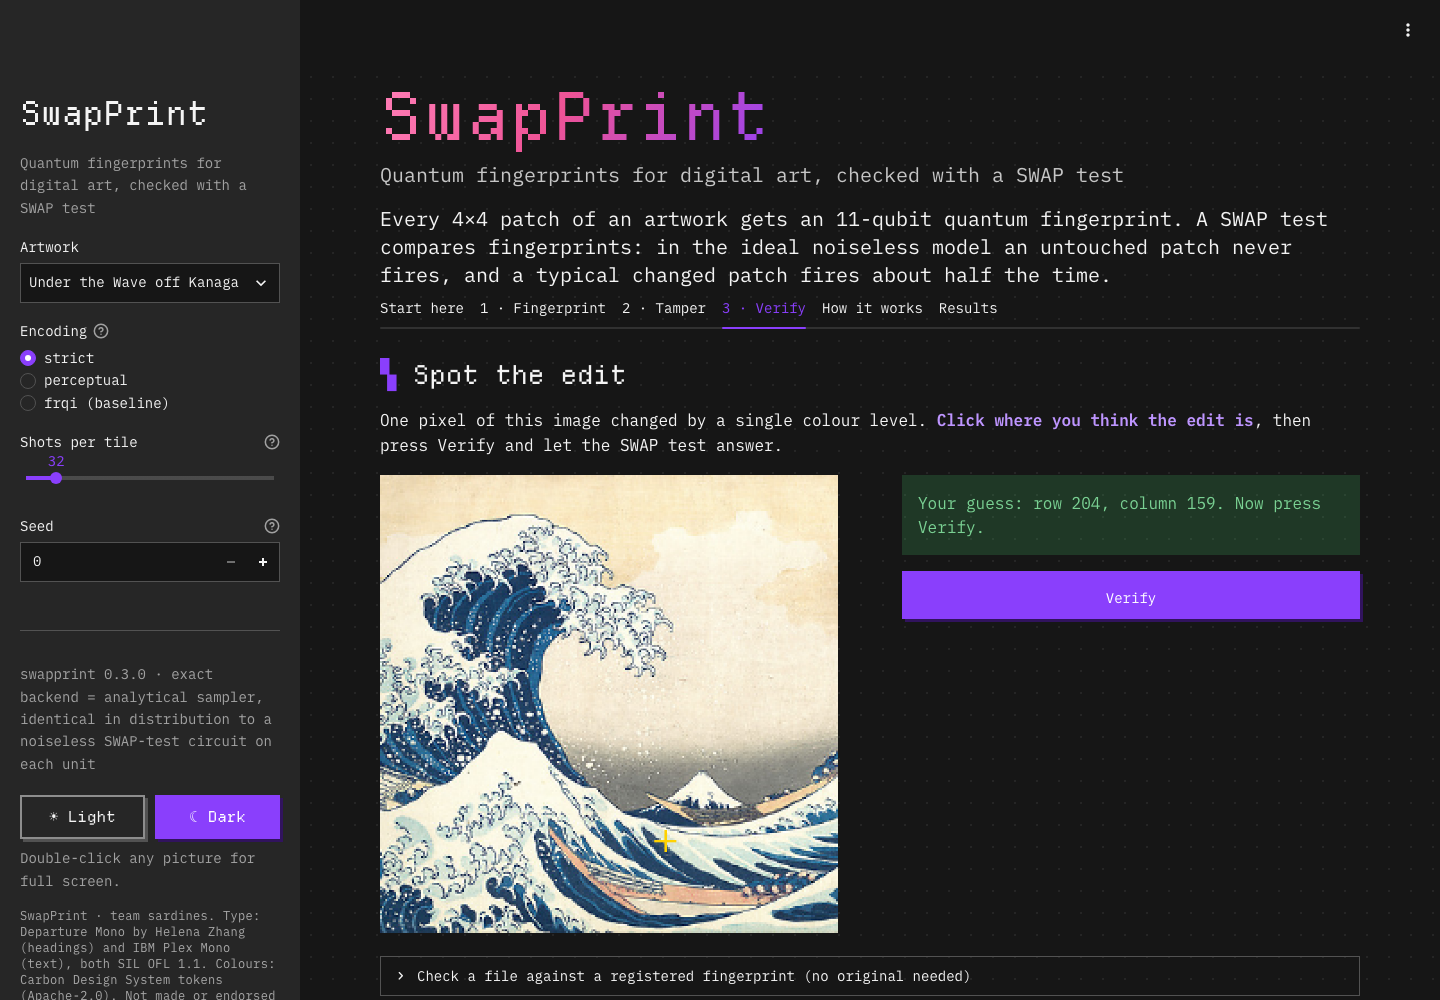 SwapPrint
Quantum fingerprints for
digital art, checked with a
SWAP test
Artwork
Under the Wave off Kanaga
Encoding
strict
perceptual
frqi (baseline)
Shots per tile
32
Seed
0
swapprint 0.3.0 · exact
backend = analytical sampler,
identical in distribution to a
noiseless SWAP-test circuit on
each unit
☀ Light
☾ Dark
Double-click any picture for
full screen.
SwapPrint · team sardines. Type:
Departure Mono by Helena Zhang
(headings) and IBM Plex Mono
(text), both SIL OFL 1.1. Colours:
Carbon Design System tokens
(Apache-2.0). Not made or endorsed
SwapPrint
Quantum fingerprints for digital art, checked with a SWAP test
Every 4×4 patch of an artwork gets an 11-qubit quantum fingerprint. A SWAP test
compares fingerprints: in the ideal noiseless model an untouched patch never
fires, and a typical changed patch fires about half the time.
Start here 1 · Fingerprint 2 · Tamper 3 · Verify How it works Results
Spot the edit
One pixel of this image changed by a single colour level. Click where you think the edit is, then
press Verify and let the SWAP test answer.
Your guess: row 204, column 159. Now press
Verify.
Verify
Check a file against a registered fingerprint (no original needed)